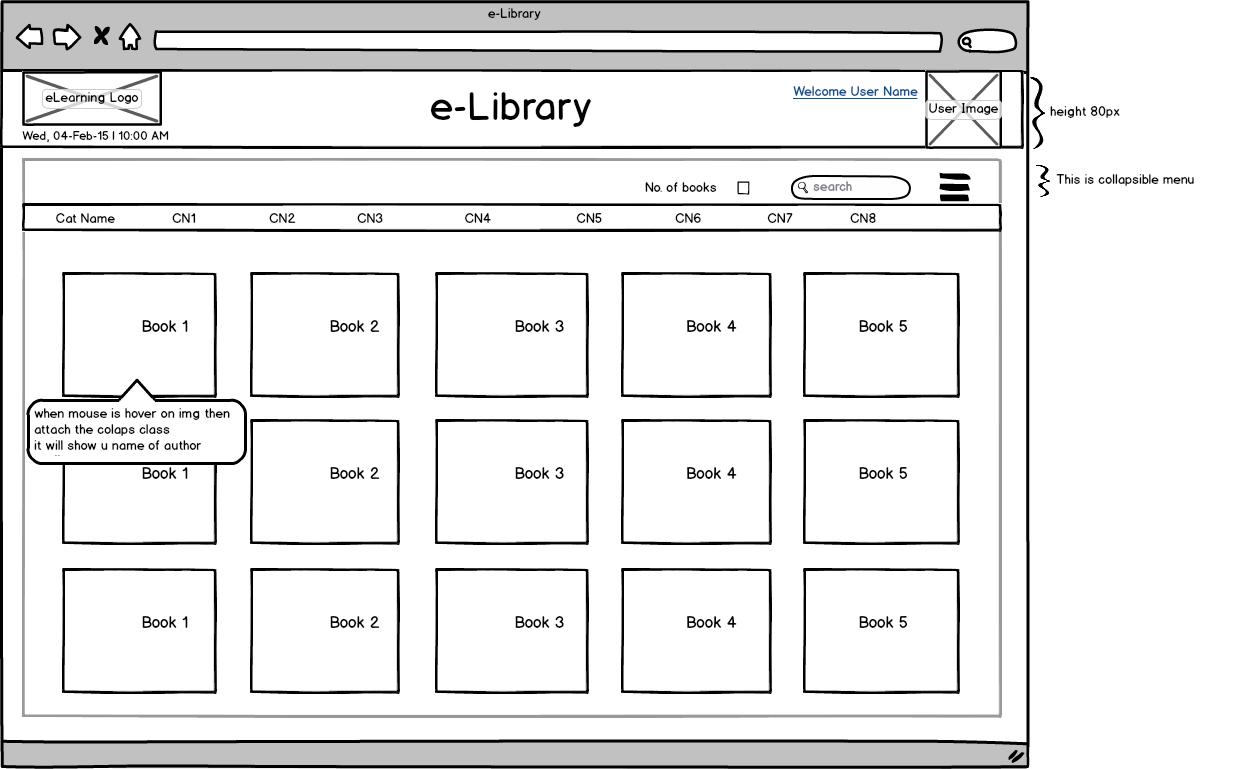 e-Library
eLearning Logo
Wed, 04-Feb-15 | 10:00 AM
e-Library
Welcome User Name
User Image
height 80px
This is collapsible menu
No. of books
search
Cat Name CN1 CN2 CN3 CN4 CN5 CN6 CN7 CN8
Book 1 Book 2 Book 3 Book 4 Book 5
when mouse is hover on img then
attach the colaps class
it will show u name of author
Book 1 Book 2 Book 3 Book 4 Book 5
Book 1 Book 2 Book 3 Book 4 Book 5